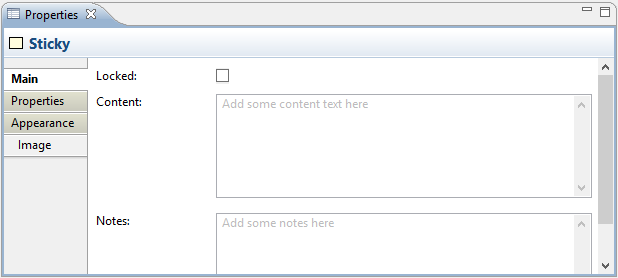 Properties
Sticky
Main
Properties
Appearance
Image
Locked:
Content:
Add some content text here
Notes:
Add some notes here